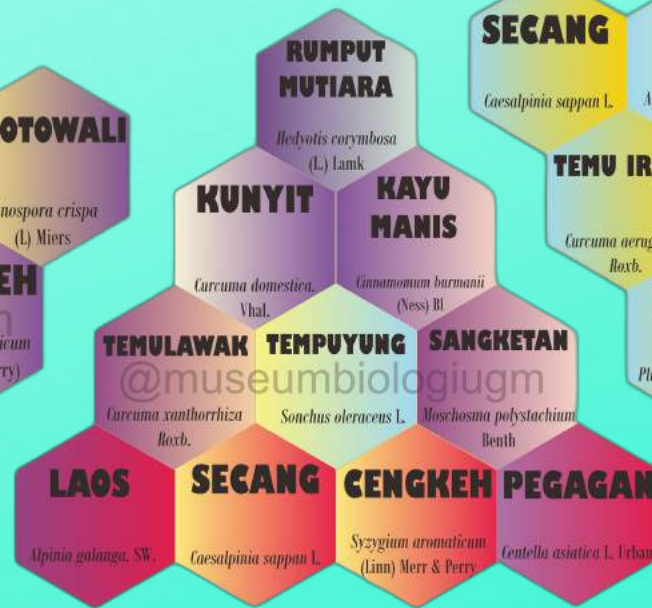 RUMPUT
MUTIARA
Hedyotis corymbosa
(L.) Lamk
SECANG
Caesalpinia sappan L.
A
OTOWALI
nospora crispa
(L) Miers
KUNYIT
Curcuma domestica.
Vhal.
KAYU
MANIS
Cinnamomum burmanii
(Ness) Bl
TEMU IR
Curcuma aerug
Roxb.
EH
icum
rry)
TEMULAWAK
Curcuma xanthorrhiza
Roxb.
TEMPUYUNG
Sonchus oleraceus L.
SANGKETAN
Moschosma polystachium
Benth
Pl
@museumbiologiugm
LAOS
Alpinia galanga. SW.
SECANG
Caesalpinia sappan L.
CENGKEH
Syzygium aromaticum
(Linn) Merr & Perry
PEGAGAN
Centella asiatica L. Urban